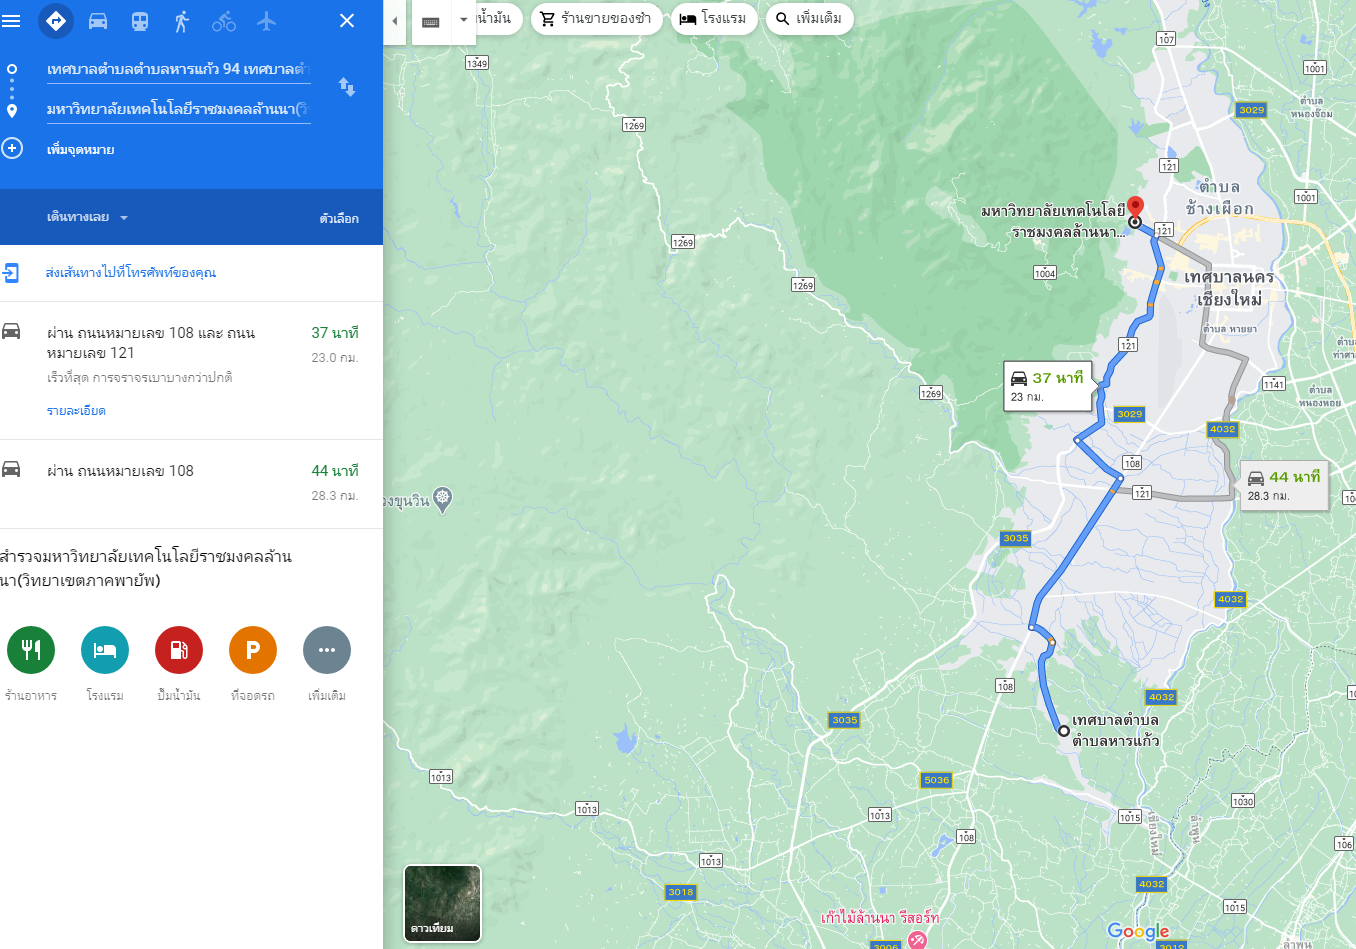 เทศบาลตำบลตำบลหารแก้ว 94 เทศบาลตำ
มหาวิทยาลัยเทคโนโลยีราชมงคลล้านนา(วิ
เพิ่มจุดหมาย
เดินทางเลย
ตัวเลือก
ส่งเส้นทางไปที่โทรศัพท์ของคุณ
ผ่าน ถนนหมายเลข 108 และ ถนน
หมายเลข 121
37 นาที
23.0 กม.
เร็วที่สุด การจราจรเบาบางกว่าปกติ
รายละเอียด
ผ่าน ถนนหมายเลข 108
44 นาที
28.3 กม.
สำรวจมหาวิทยาลัยเทคโนโลยีราชมงคลล้าน
นา(วิทยาเขตภาคพายัพ)
ร้านอาหาร
โรงแรม
ปั๊มน้ำมัน
P
ที่จอดรถ
เพิ่มเติม
น้ำมัน
ร้านขายของชำ
โรงแรม
เพิ่มเติม
107
1349
1001
3029
ตำบล
หนองจ๊อม
1269
121
ตำบล
ช้างเผือก
1001
มหาวิทยาลัยเทคโนโลยี
ราชมงคลล้านนา...
121
1269
1004
1269
เทศบาลนคร
เชียงใหม่
ตำบล หายยา
121
37 นาที
23 กม.
1269
1141
ตำบล
หนองหอย
3029
4032
108
121
44 นาที
28.3 กม.
วงขุนวิน
3035
4032
108
4032
3035
เทศบาลตำบล
ตำบลหารแก้ว
1013
5036
1013
1013
1015
1030
108
106
1013
เชียงใหม่
ลำพูน
3018
4032
1015
เก๊าไม้ล้านนา รีสอร์ท
3006
Google
3012
ลำพูน
ดาวเทียม